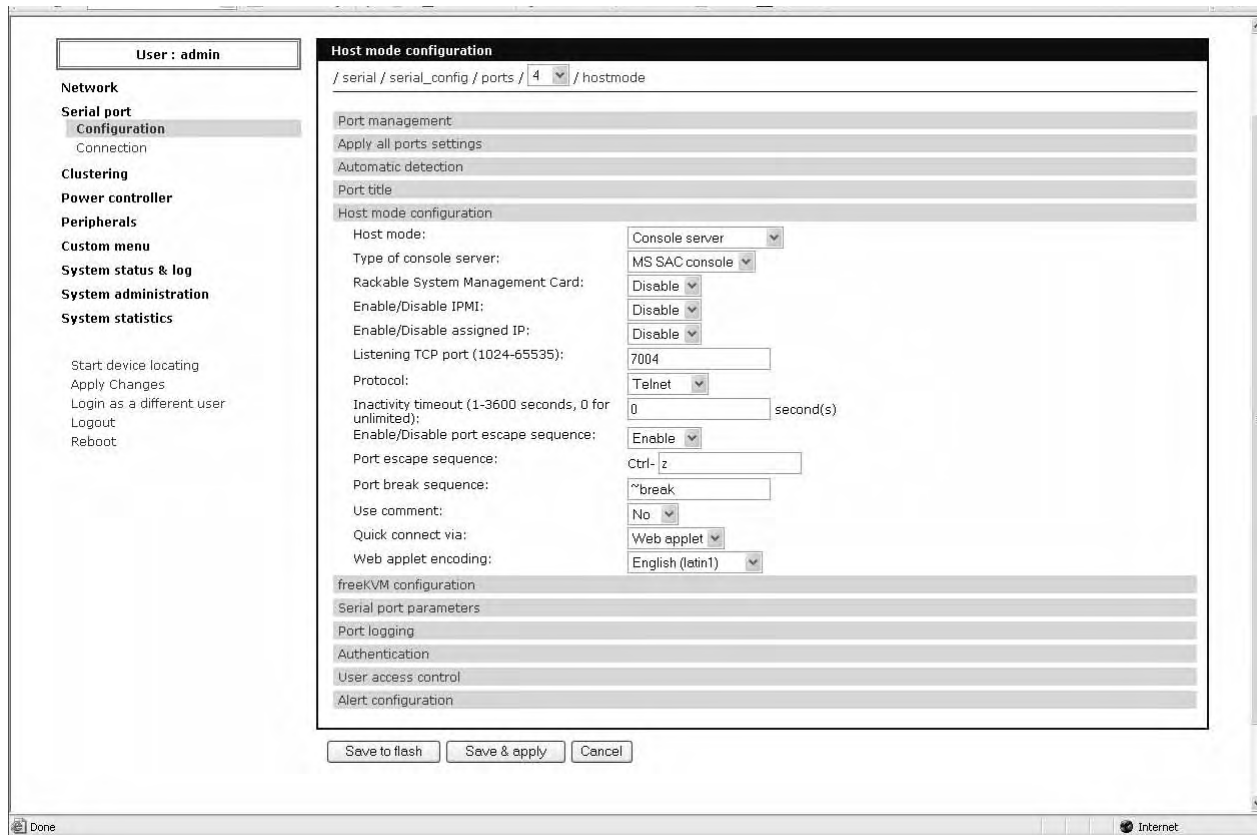 User : admin
Network
Serial port
Configuration
Connection
Clustering
Power controller
Peripherals
Custom menu
System status & log
System administration
System statistics
Start device locating
Apply Changes
Login as a different user
Logout
Reboot
Host mode configuration
/ serial / serial_config / ports / 4 / hostmode
Port management
Apply all ports settings
Automatic detection
Port title
Host mode configuration
Host mode: Console server
Type of console server: MS SAC console
Rackable System Management Card: Disable
Enable/Disable IPMI: Disable
Enable/Disable assigned IP: Disable
Listening TCP port (1024-65535): 7004
Protocol: Telnet
Inactivity timeout (1-3600 seconds, 0 for
unlimited): 0 second(s)
Enable/Disable port escape sequence: Enable
Port escape sequence: Ctrl- z
Port break sequence: ~break
Use comment: No
Quick connect via: Web applet
Web applet encoding: English (latin1)
freeKVM configuration
Serial port parameters
Port logging
Authentication
User access control
Alert configuration
Save to flash Save & apply Cancel
Done Internet